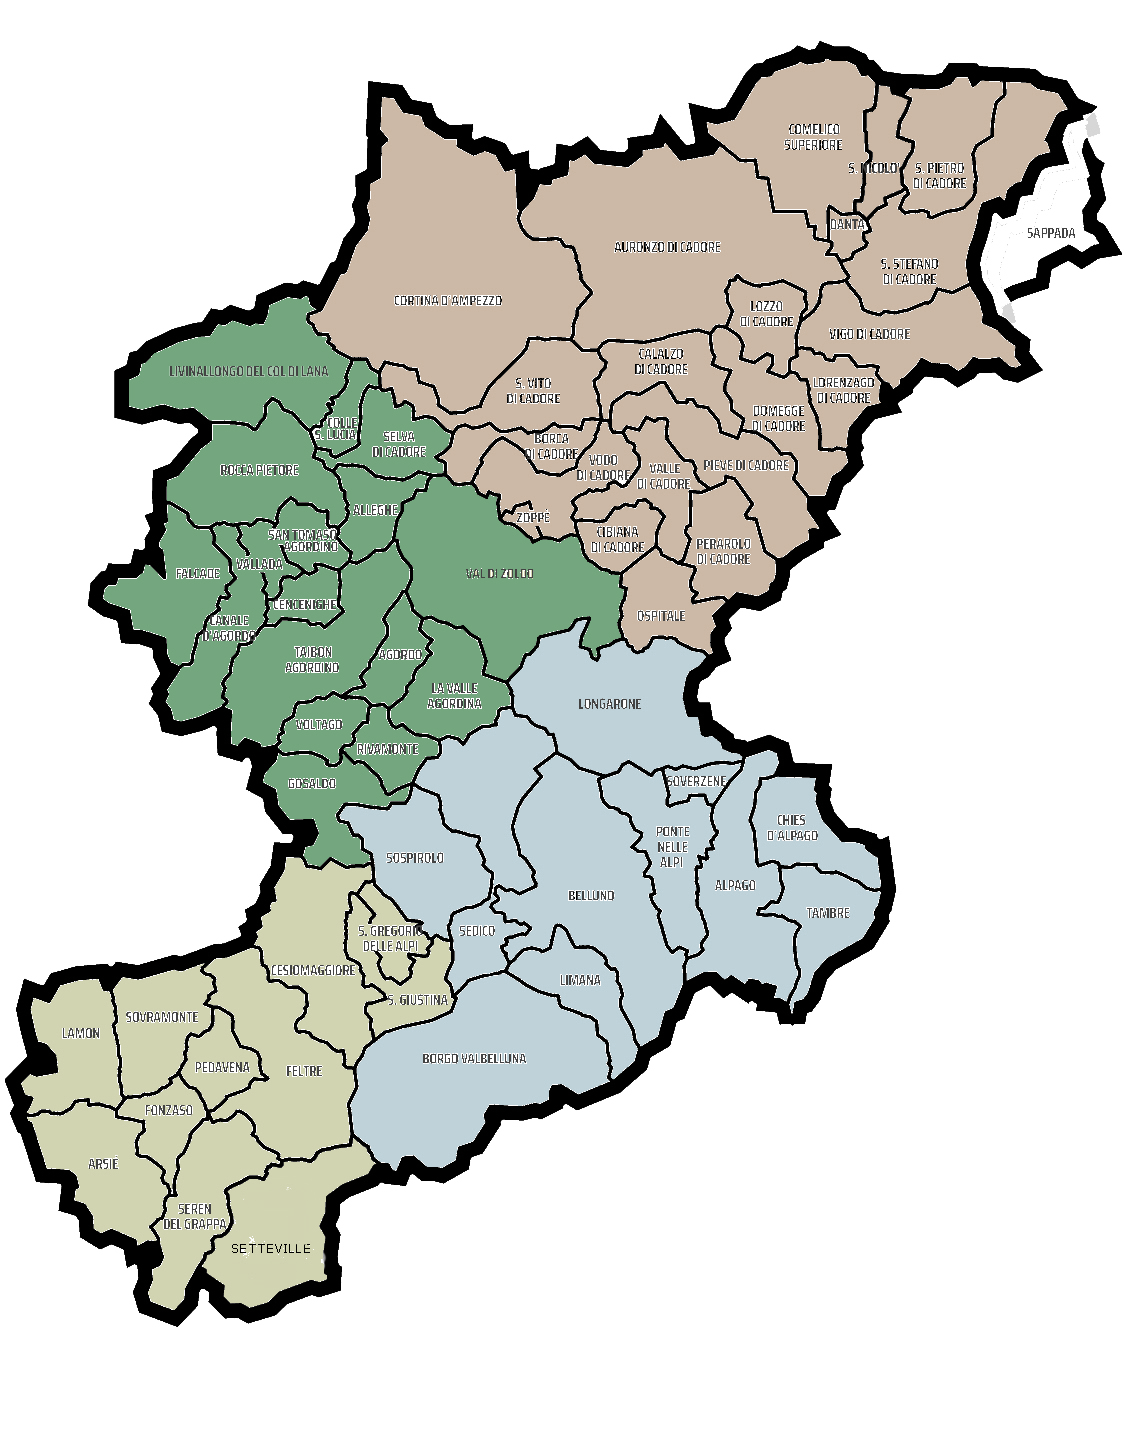 COMELICO
SUPERIORE
S. NICOLO'
S. PIETRO
DI CADORE
DANTA
SAPPADA
AURONZO DI CADORE
S. STEFANO
DI CADORE
CORTINA D'AMPEZZO
LOZZO
DI CADORE
VIGO DI CADORE
CALALZO
DI CADORE
LIVINALLONGO DEL COL DI LANA
S. VITO
DI CADORE
LORENZAGO
DI CADORE
DOMEGGE
DI CADORE
COLLE
S. LUCIA
SELVA
DI CADORE
BORCA
DI CADORE
VODO
DI CADORE
VALLE
DI CADORE
PIEVE DI CADORE
ROCCA PIETORE
ALLEGHE
ZOPPÈ
CIBIANA
DI CADORE
PERAROLO
DI CADORE
SAN TOMASO
AGORDINO
VALLADA
FALCADE
VAL DI ZOLDO
CENCENIGHE
CANALE
D'AGORDO
OSPITALE
TAIBON
AGORDINO
AGORDO
LA VALLE
AGORDINA
LONGARONE
VOLTAGO
RIVAMONTE
GOSALDO
SOVERZENE
CHIES
D'ALPAGO
PONTE
NELLE
ALPI
SOSPIROLO
BELLUNO
ALPAGO
TAMBRE
S. GREGORIO
DELLE ALPI
SEDICO
CESIOMAGGIORE
LIMANA
S. GIUSTINA
SOVRAMONTE
LAMON
PEDAVENA
FELTRE
BORGO VALBELLUNA
FONZASO
ARSIÈ
SEREN
DEL GRAPPA
SETTEVILLE